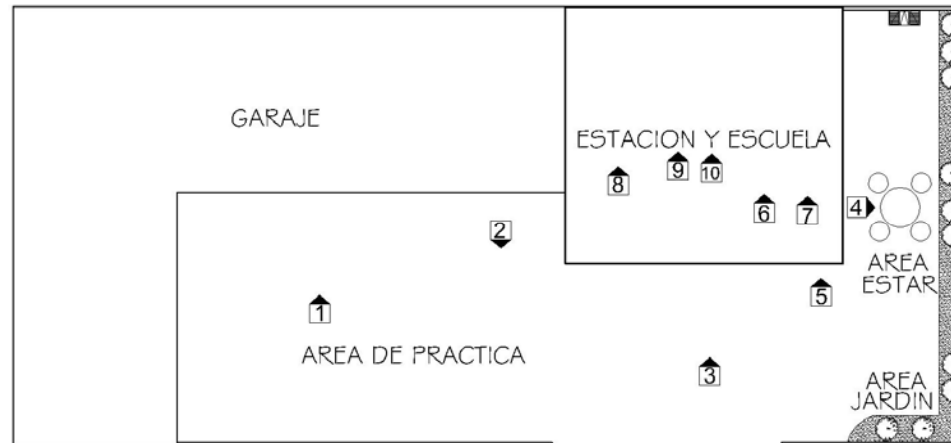 GARAJE
ESTACION Y ESCUELA
8
9
10
6
7
4
2
AREA
ESTAR
5
1
AREA DE PRACTICA
3
AREA
JARDIN